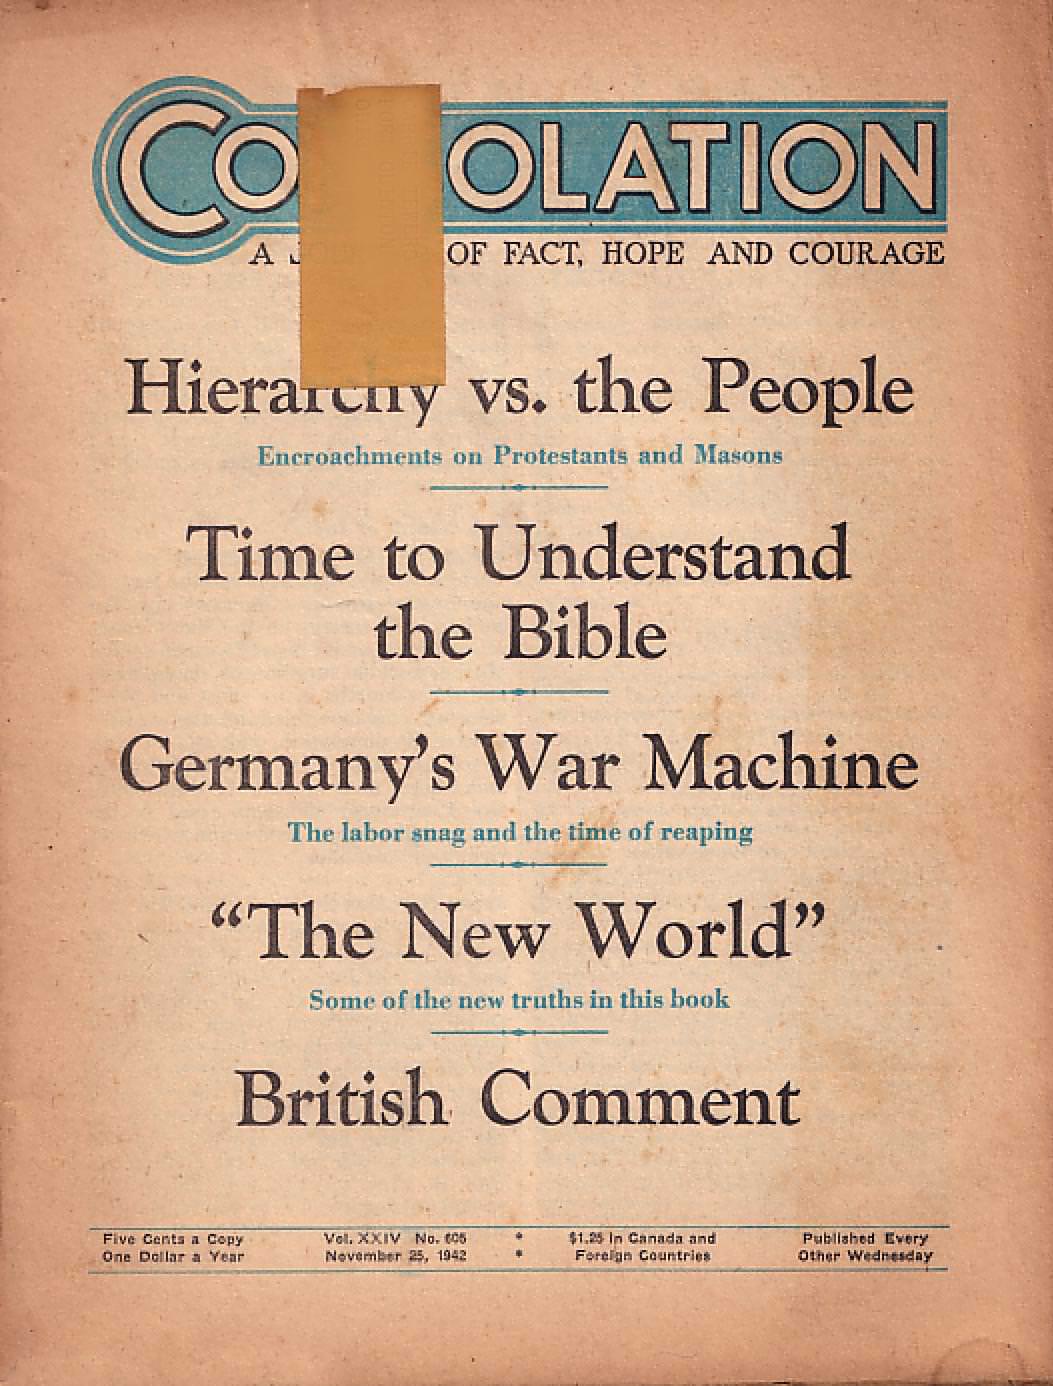 A OF FACT, HOPE AND COURAGE
Hierarchy vs. the People
Encroachments on Protestants and Masons
Time to Understand
the Bible
Germany's War Machine
The labor snag and the time of reaping
“The New World”
Some of the new truths in this book
British Comment
Five Cents a Copy Vol. XXIV No. 605 * $1.25 in Canada and Published Every
One Dollar a Year November 25, 1942 * Foreign Countries Other Wednesday